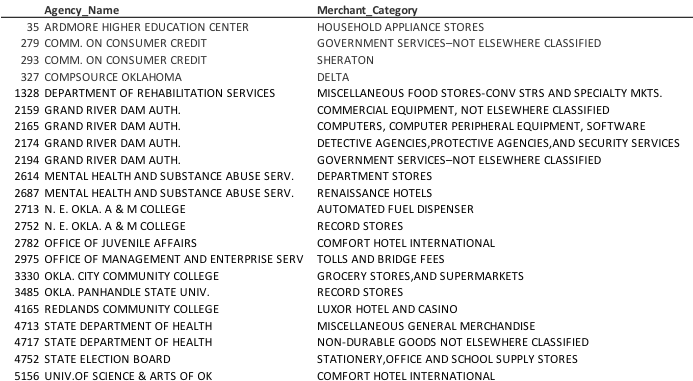 Agency_Name Merchant_Category
35 ARDMORE HIGHER EDUCATION CENTER HOUSEHOLD APPLIANCE STORES
279 COMM. ON CONSUMER CREDIT GOVERNMENT SERVICES–NOT ELSEWHERE CLASSIFIED
293 COMM. ON CONSUMER CREDIT SHERATON
327 COMPSOURCE OKLAHOMA DELTA
1328 DEPARTMENT OF REHABILITATION SERVICES MISCELLANEOUS FOOD STORES-CONV STRS AND SPECIALTY MKTS.
2159 GRAND RIVER DAM AUTH. COMMERCIAL EQUIPMENT, NOT ELSEWHERE CLASSIFIED
2165 GRAND RIVER DAM AUTH. COMPUTERS, COMPUTER PERIPHERAL EQUIPMENT, SOFTWARE
2174 GRAND RIVER DAM AUTH. DETECTIVE AGENCIES,PROTECTIVE AGENCIES,AND SECURITY SERVICES
2194 GRAND RIVER DAM AUTH. GOVERNMENT SERVICES–NOT ELSEWHERE CLASSIFIED
2614 MENTAL HEALTH AND SUBSTANCE ABUSE SERV. DEPARTMENT STORES
2687 MENTAL HEALTH AND SUBSTANCE ABUSE SERV. RENAISSANCE HOTELS
2713 N. E. OKLA. A & M COLLEGE AUTOMATED FUEL DISPENSER
2752 N. E. OKLA. A & M COLLEGE RECORD STORES
2782 OFFICE OF JUVENILE AFFAIRS COMFORT HOTEL INTERNATIONAL
2975 OFFICE OF MANAGEMENT AND ENTERPRISE SERV TOLLS AND BRIDGE FEES
3330 OKLA. CITY COMMUNITY COLLEGE GROCERY STORES,AND SUPERMARKETS
3485 OKLA. PANHANDLE STATE UNIV. RECORD STORES
4165 REDLANDS COMMUNITY COLLEGE LUXOR HOTEL AND CASINO
4713 STATE DEPARTMENT OF HEALTH MISCELLANEOUS GENERAL MERCHANDISE
4717 STATE DEPARTMENT OF HEALTH NON-DURABLE GOODS NOT ELSEWHERE CLASSIFIED
4752 STATE ELECTION BOARD STATIONERY,OFFICE AND SCHOOL SUPPLY STORES
5156 UNIV.OF SCIENCE & ARTS OF OK COMFORT HOTEL INTERNATIONAL